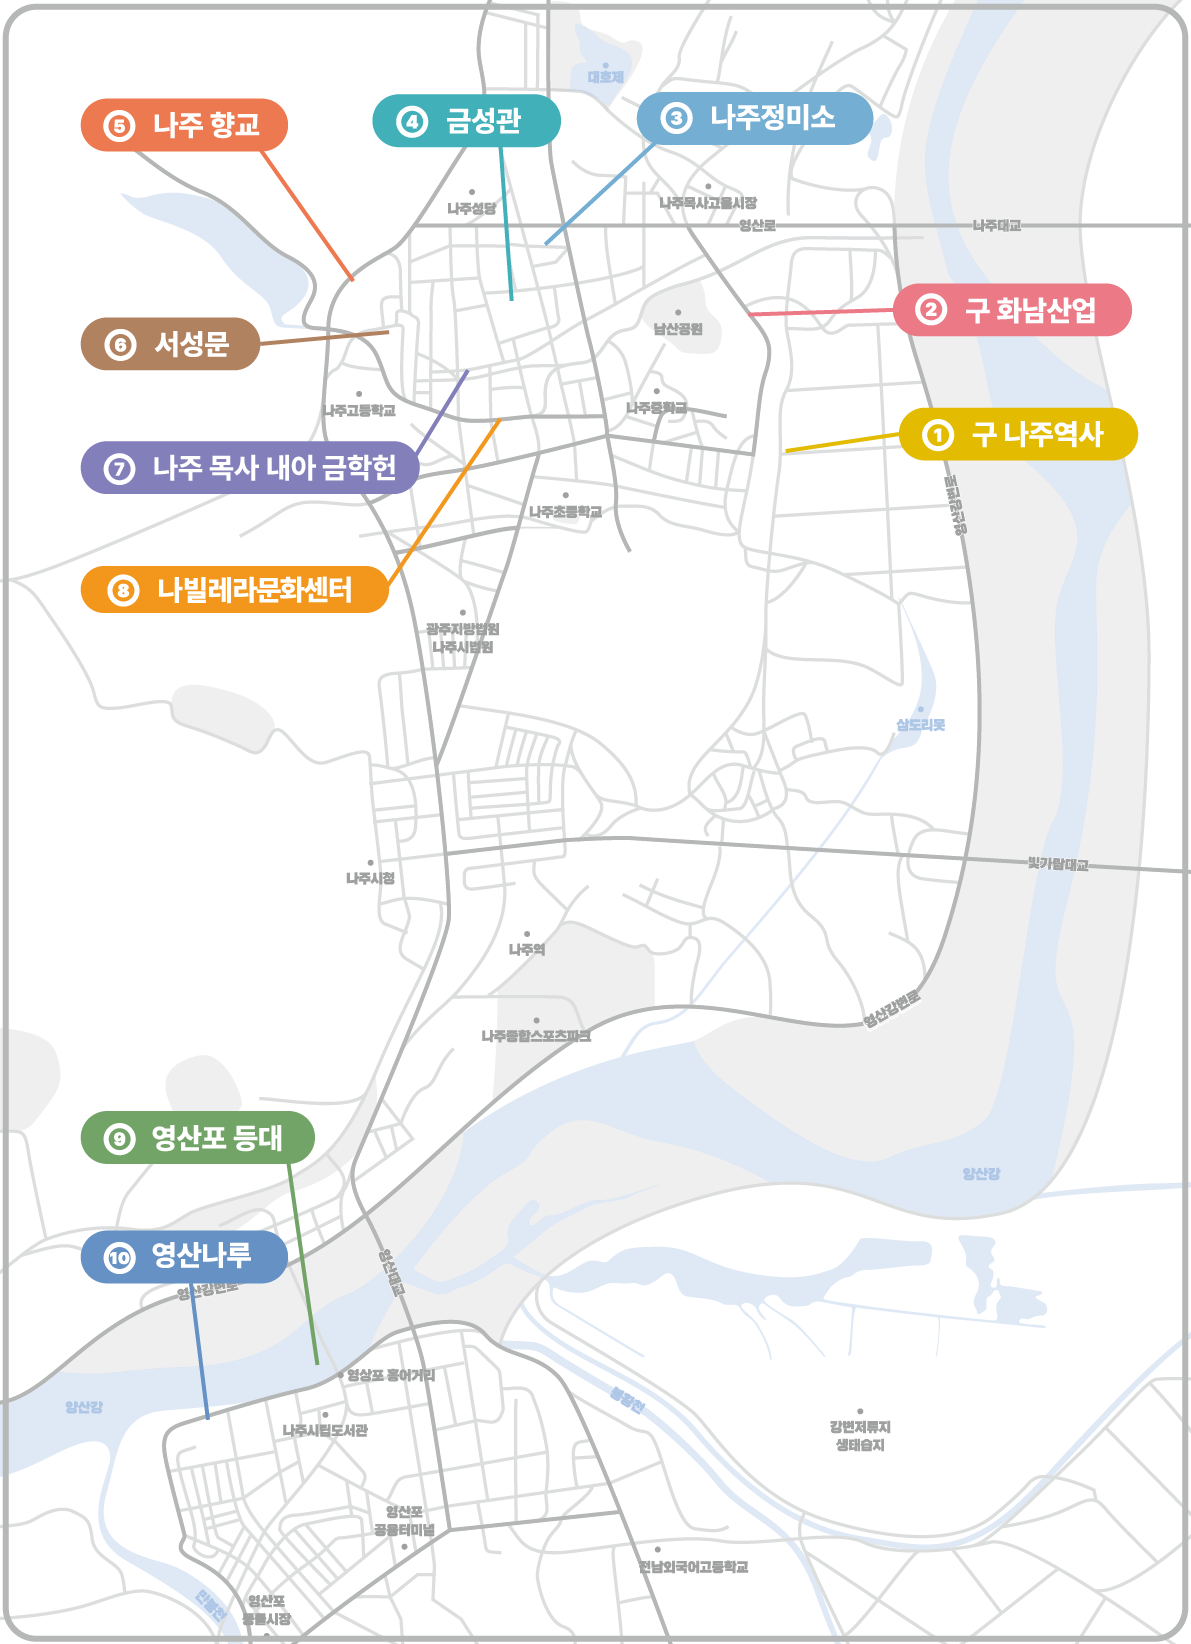 대호제
⑤ 나주 향교
④ 금성관
③ 나주정미소
나주성당
나주목사고을시장
영산로
나주대교
② 구 화남산업
남산공원
⑥ 서성문
나주고등학교
나주중학교
① 구 나주역사
⑦ 나주 목사 내아 금학헌
나주초등학교
⑧ 나빌레라문화센터
광주지방법원
나주시법원
삼도리못
빛가람대교
나주시청
나주역
영산강변로
나주종합스포츠파크
⑨ 영산포 등대
영산강
⑩ 영산나루
영산대교
영산강변로
영상포 홍어거리
영산강
봉황천
나주시립도서관
강변저류지
생태습지
영산포
공용터미널
전남외국어고등학교
만봉천
영산포
풍물시장